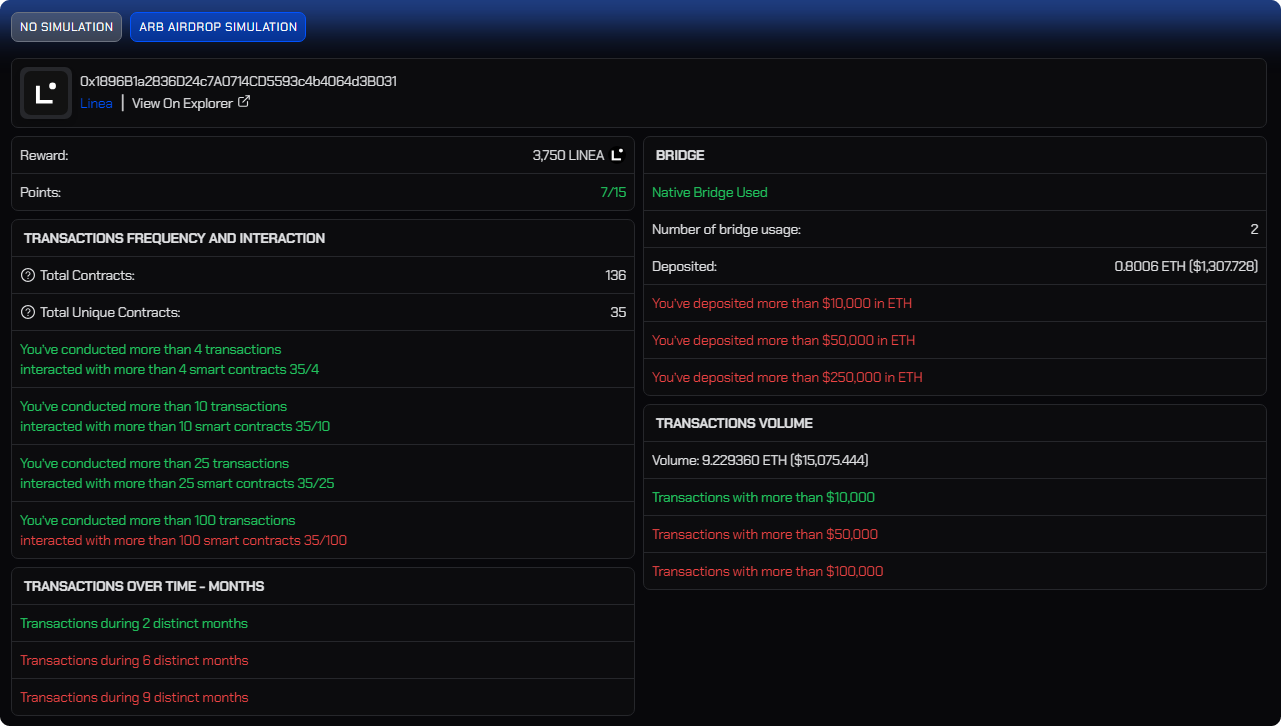 NO SIMULATION
ARB AIRDROP SIMULATION
0x1896B1a2B36D24c7A0714CD5593c4b4064d3B031
Linea | View On Explorer
Reward: 3,750 LINEA
Points: 7/15
TRANSACTIONS FREQUENCY AND INTERACTION
Total Contracts: 136
Total Unique Contracts: 35
You've conducted more than 4 transactions
interacted with more than 4 smart contracts 35/4
You've conducted more than 10 transactions
interacted with more than 10 smart contracts 35/10
You've conducted more than 25 transactions
interacted with more than 25 smart contracts 35/25
You've conducted more than 100 transactions
interacted with more than 100 smart contracts 35/100
TRANSACTIONS OVER TIME - MONTHS
Transactions during 2 distinct months
Transactions during 6 distinct months
Transactions during 9 distinct months
BRIDGE
Native Bridge Used
Number of bridge usage: 2
Deposited: 0.8006 ETH ($1,307.728)
You've deposited more than $10,000 in ETH
You've deposited more than $50,000 in ETH
You've deposited more than $250,000 in ETH
TRANSACTIONS VOLUME
Volume: 9.229360 ETH ($15,075.444)
Transactions with more than $10,000
Transactions with more than $50,000
Transactions with more than $100,000